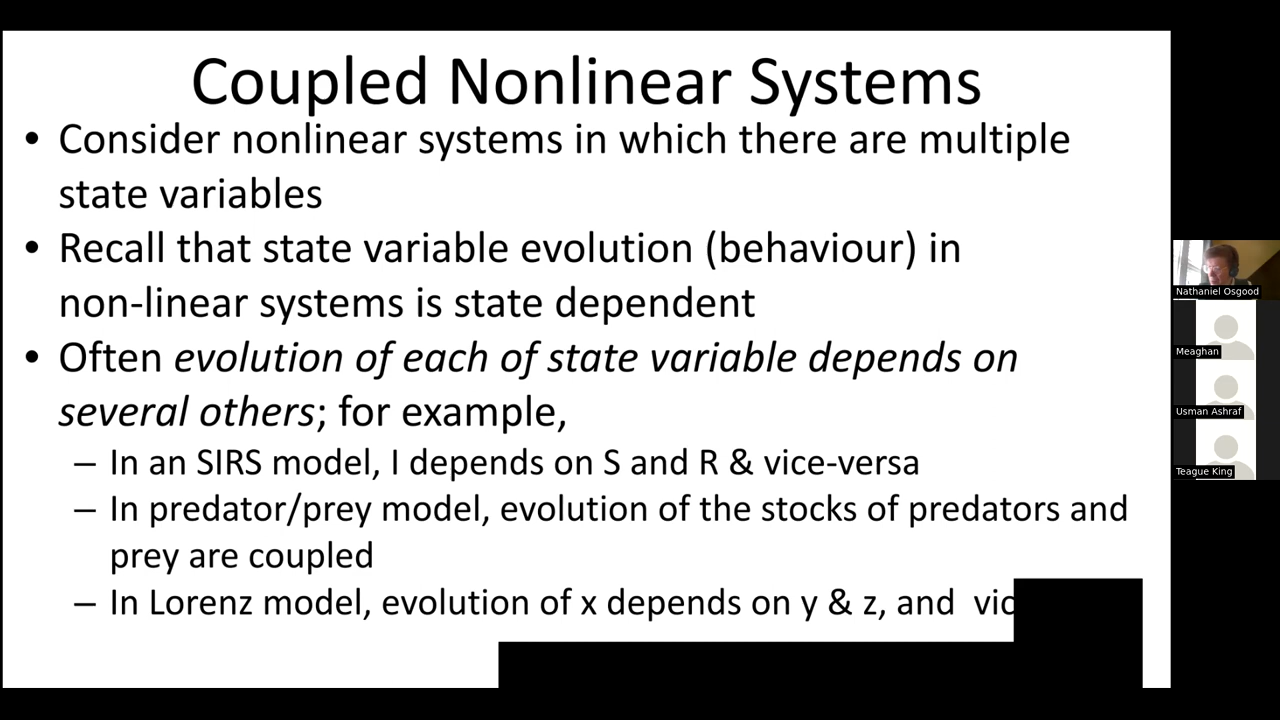 Coupled Nonlinear Systems
• Consider nonlinear systems in which there are multiple
state variables
• Recall that state variable evolution (behaviour) in
non-linear systems is state dependent
• Often evolution of each of state variable depends on
several others; for example,
– In an SIRS model, I depends on S and R & vice-versa
– In predator/prey model, evolution of the stocks of predators and
prey are coupled
– In Lorenz model, evolution of x depends on y & z, and
Nathaniel Osgood
Meaghan
Usman Ashraf
Teague King